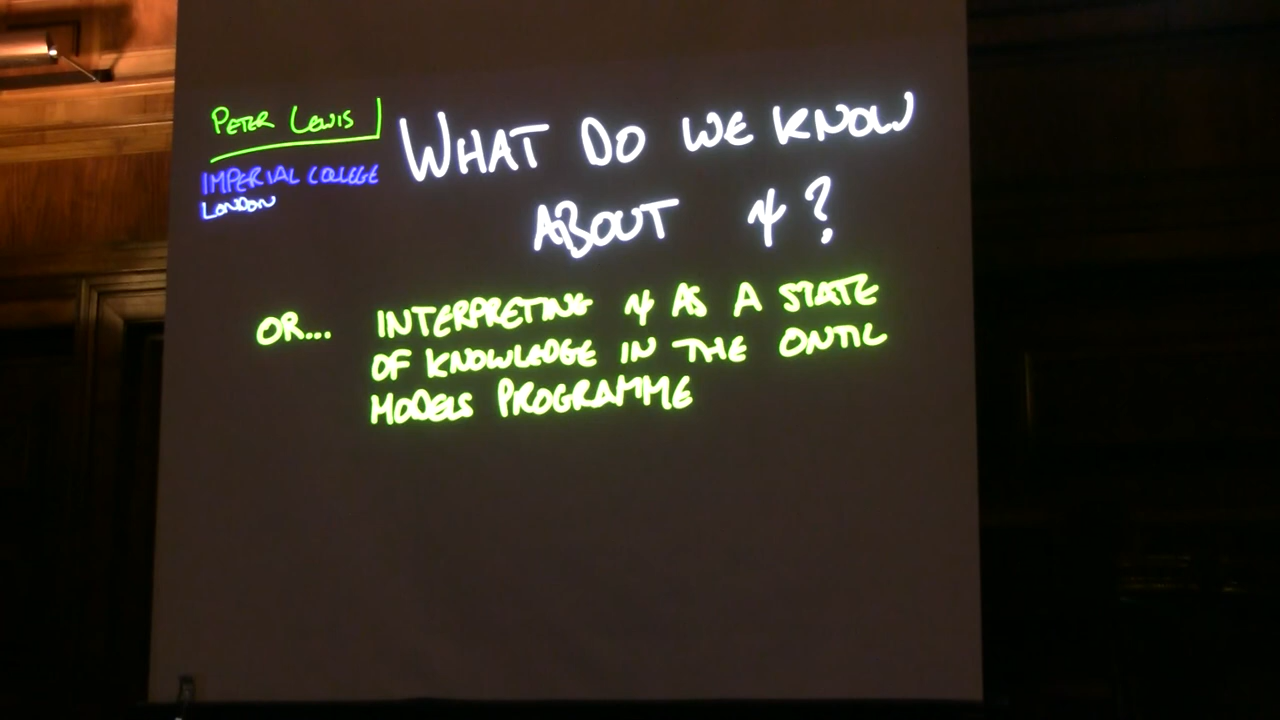 PETER LEWIS
IMPERIAL COLLEGE
LONDON
WHAT DO WE KNOW
ABOUT ψ?
OR... INTERPRETING ψ AS A STATE
OF KNOWLEDGE IN THE ONTIC
MODELS PROGRAMME